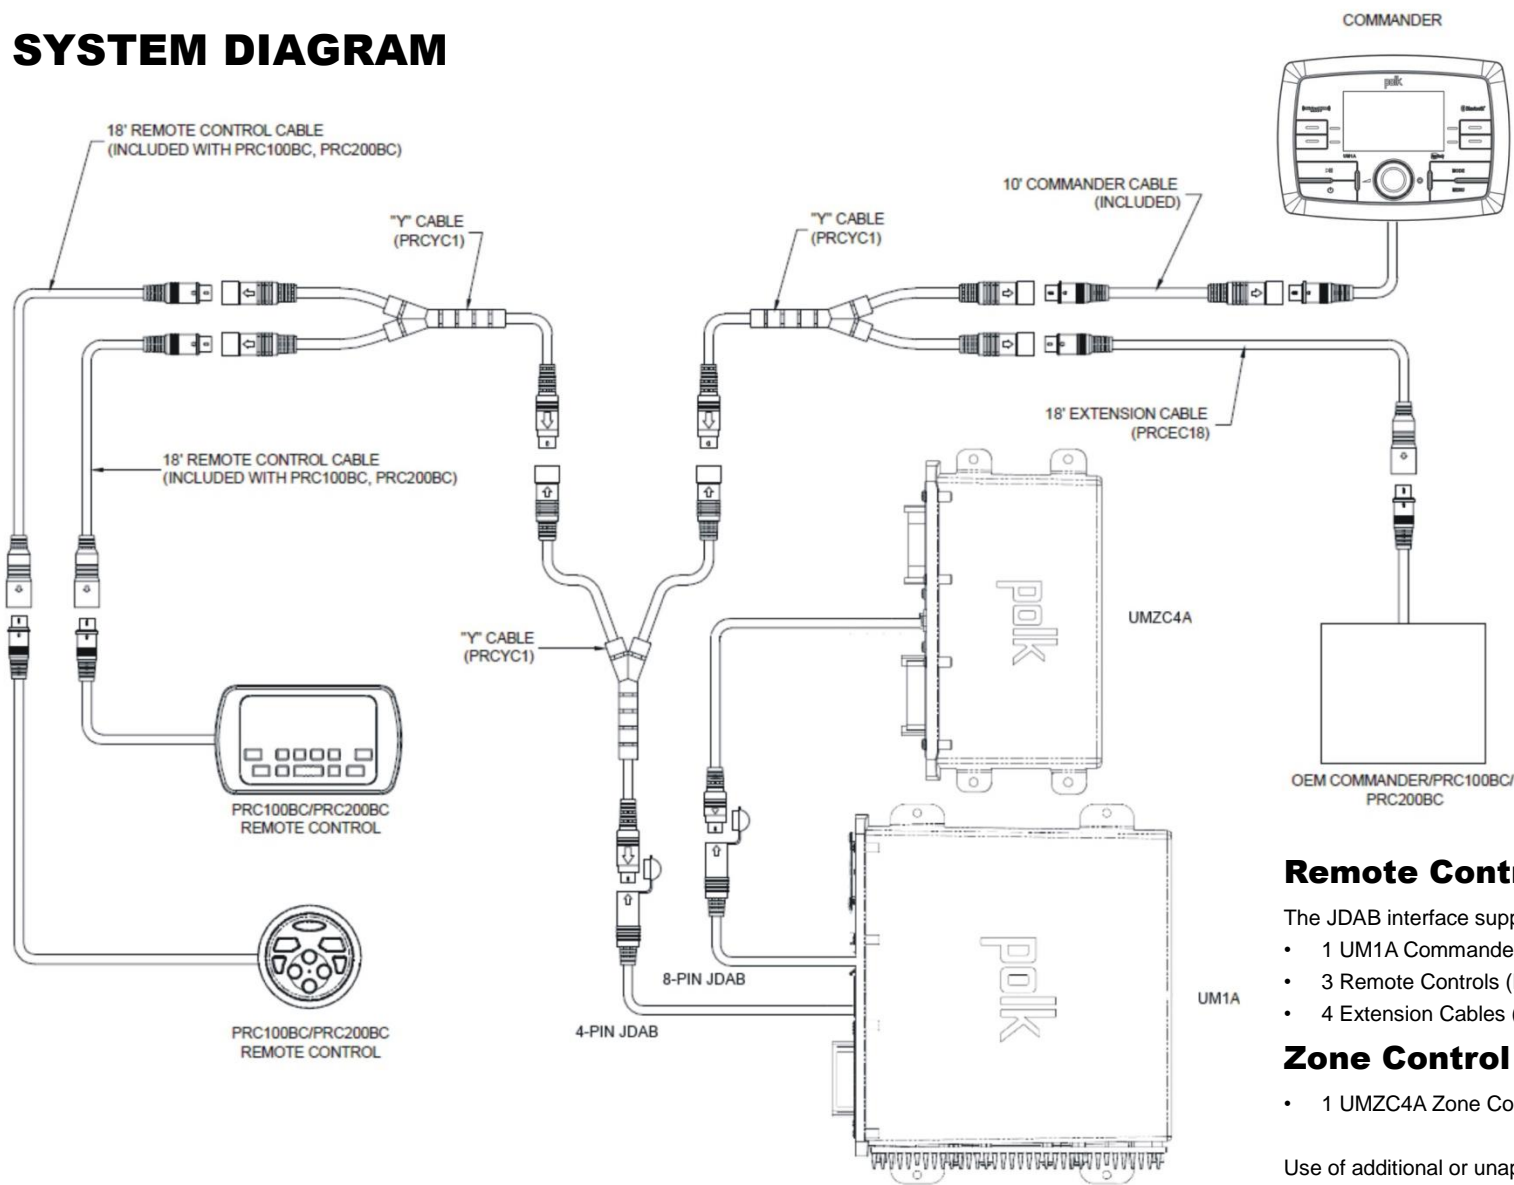 SYSTEM DIAGRAM
COMMANDER
polk
Bluetooth
UM1A
MODE
MENU
18' REMOTE CONTROL CABLE
(INCLUDED WITH PRC100BC, PRC200BC)
"Y" CABLE
(PRCYC1)
"Y" CABLE
(PRCYC1)
10' COMMANDER CABLE
(INCLUDED)
18' EXTENSION CABLE
(PRCEC18)
18' REMOTE CONTROL CABLE
(INCLUDED WITH PRC100BC, PRC200BC)
polk
UMZC4A
"Y" CABLE
(PRCYC1)
OEM COMMANDER/PRC100BC/
PRC200BC
PRC100BC/PRC200BC
REMOTE CONTROL
polk
UM1A
8-PIN JDAB
4-PIN JDAB
PRC100BC/PRC200BC
REMOTE CONTROL
Remote Contr
The JDAB interface supp
• 1 UM1A Commande
• 3 Remote Controls (
• 4 Extension Cables (
Zone Control
• 1 UMZC4A Zone Co
Use of additional or unap